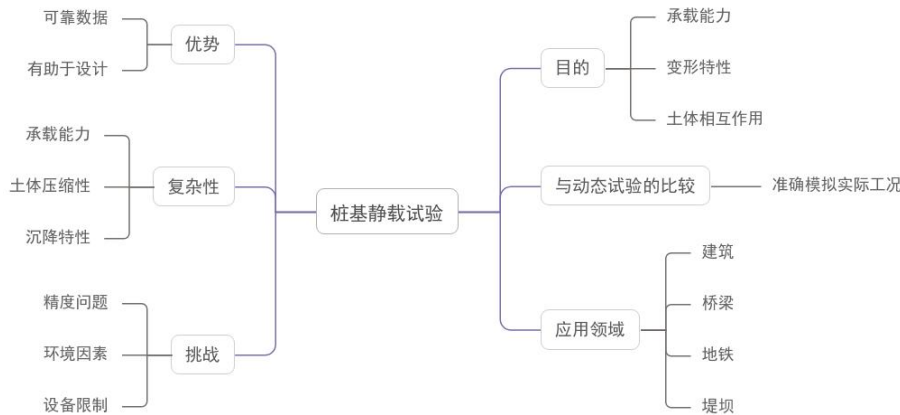 桩基静载试验
目的
承载能力
变形特性
土体相互作用
与动态试验的比较
准确模拟实际工况
应用领域
建筑
桥梁
地铁
堤坝
优势
可靠数据
有助于设计
复杂性
承载能力
土体压缩性
沉降特性
挑战
精度问题
环境因素
设备限制